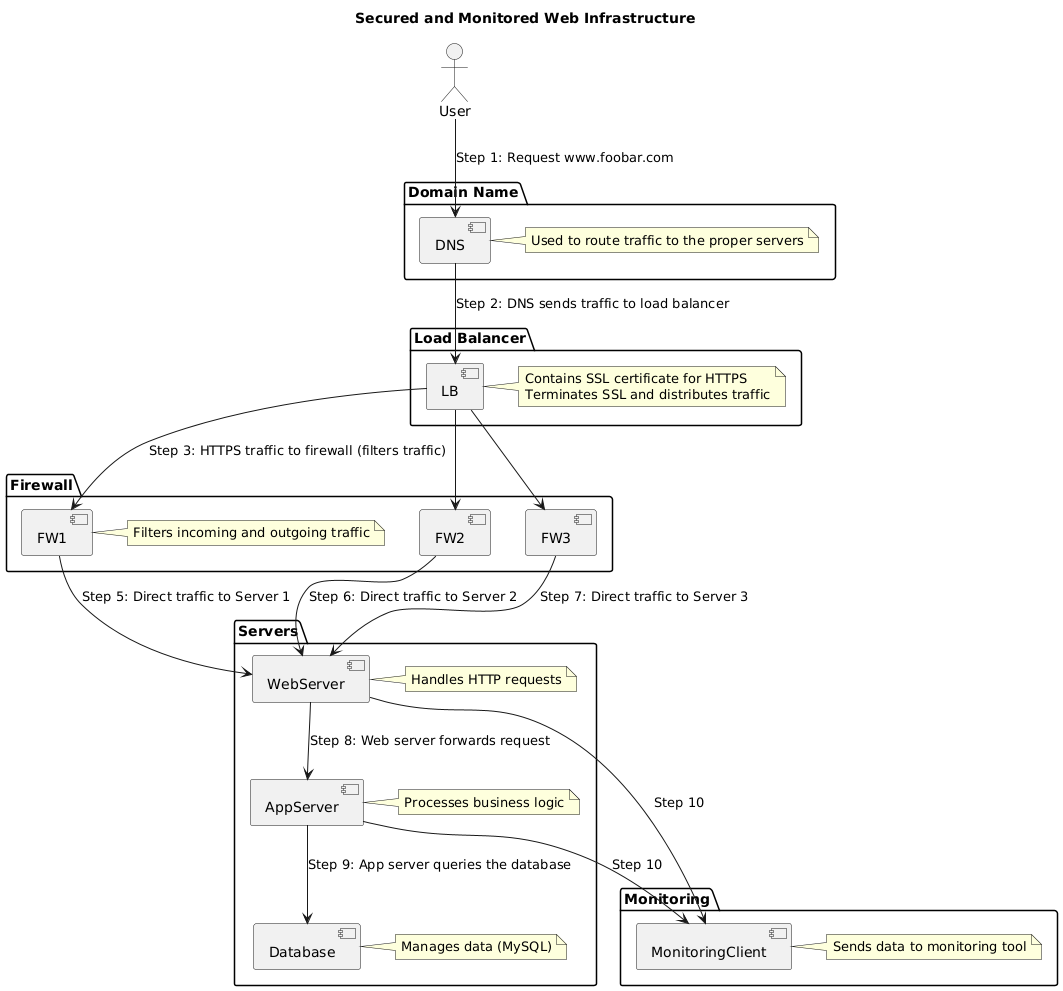 Secured and Monitored Web Infrastructure
User
Step 1: Request www.foobar.com
Domain Name
DNS
Used to route traffic to the proper servers
Step 2: DNS sends traffic to load balancer
Load Balancer
LB
Contains SSL certificate for HTTPS
Terminates SSL and distributes traffic
Step 3: HTTPS traffic to firewall (filters traffic)
Firewall
FW1
Filters incoming and outgoing traffic
FW2
FW3
Step 5: Direct traffic to Server 1
Step 6: Direct traffic to Server 2
Step 7: Direct traffic to Server 3
Servers
WebServer
Handles HTTP requests
Step 8: Web server forwards request
AppServer
Processes business logic
Step 10
Step 9: App server queries the database
Step 10
Monitoring
Database
Manages data (MySQL)
MonitoringClient
Sends data to monitoring tool